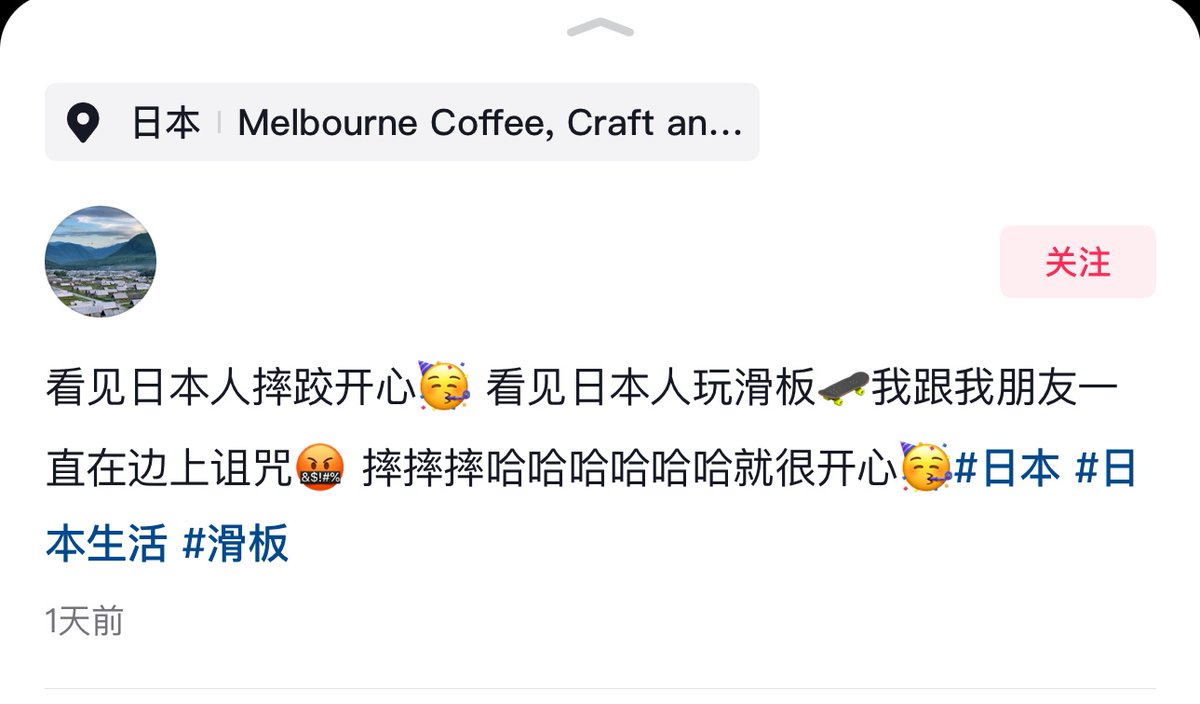 日本 | Melbourne Coffee, Craft an...
关注
看见日本人摔跤开心🥳 看见日本人玩滑板🛹我跟我朋友一
直在边上诅咒🤬 摔摔摔哈哈哈哈哈哈就很开心🥳#日本 #日
本生活 #滑板
1天前